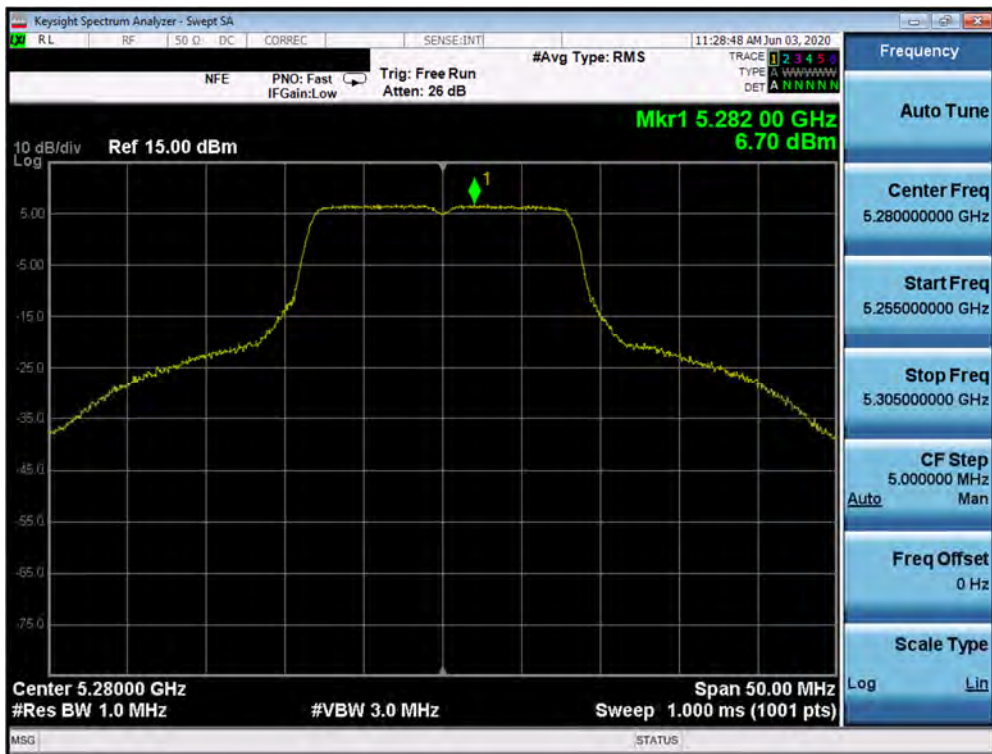 Keysight Spectrum Analyzer - Swept SA
LXI RL RF 50 Ω DC CORREC SENSE:INT 11:28:48 AM Jun 03, 2020
#Avg Type: RMS
TRACE 1 2 3 4 5 6
NFE PNO: Fast Trig: Free Run TYPE A WWWWW
IFGain:Low Atten: 26 dB DET A N N N N N
Mkr1 5.282 00 GHz
6.70 dBm
10 dB/div Ref 15.00 dBm
Log
1
5.00
-5.00
-15.0
-25.0
-35.0
-45.0
-55.0
-65.0
-75.0
Center 5.28000 GHz Span 50.00 MHz
#Res BW 1.0 MHz #VBW 3.0 MHz Sweep 1.000 ms (1001 pts)
MSG STATUS
Frequency
Auto Tune
Center Freq
5.280000000 GHz
Start Freq
5.255000000 GHz
Stop Freq
5.305000000 GHz
CF Step
5.000000 MHz
Auto Man
Freq Offset
0 Hz
Scale Type
Log Lin